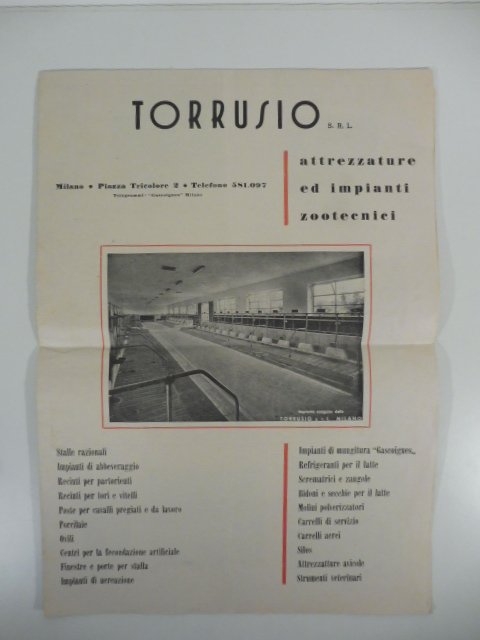 TORRUSIO S. R. L.
attrezzature
ed impianti
zootecnici
Milano • Piazza Tricolore 2 • Telefono 581.097
Telegrammi "Gascoignes" Milano
Impianto eseguito dalla
TORRUSIO MILANO
Stalle razionali
Impianti di abbeveraggio
Recinti per partorienti
Recinti per tori e vitelli
Poste per cavalli pregiati e da lavoro
Porcilaie
Ovili
Centri per la fecondazione artificiale
Finestre e porte per stalla
Impianti di aereazione
Impianti di mungitura "Gascoignes„
Refrigeranti per il latte
Scrematrici e zangole
Bidoni e secchie per il latte
Molini polverizzatori
Carrelli di servizio
Carrelli aerei
Silos
Attrezzature avicole
Strumenti veterinari